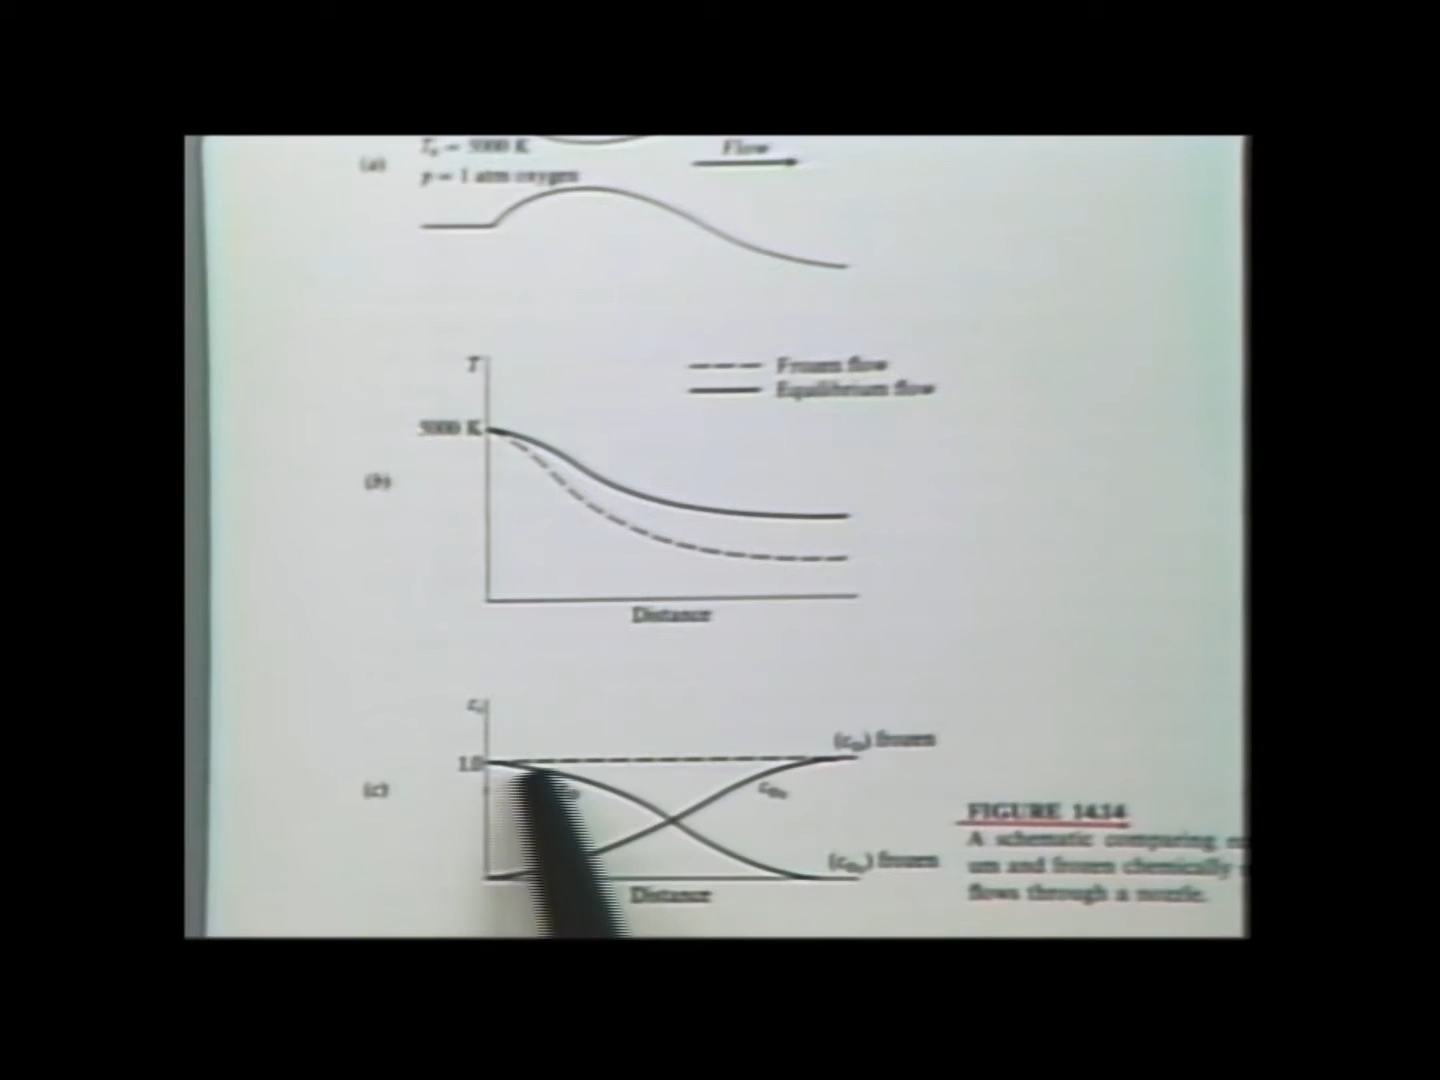 (a)
T₀ = 5000 K
p = 1 atm oxygen
Flow
T
Frozen flow
Equilibrium flow
5000 K
(b)
Distance
cᵢ
(c_O) frozen
1.0
(c)
c_O₂
(c_O₂) frozen
Distance
FIGURE 14.14
A schematic comparing
um and frozen chemically
flows through a nozzle.